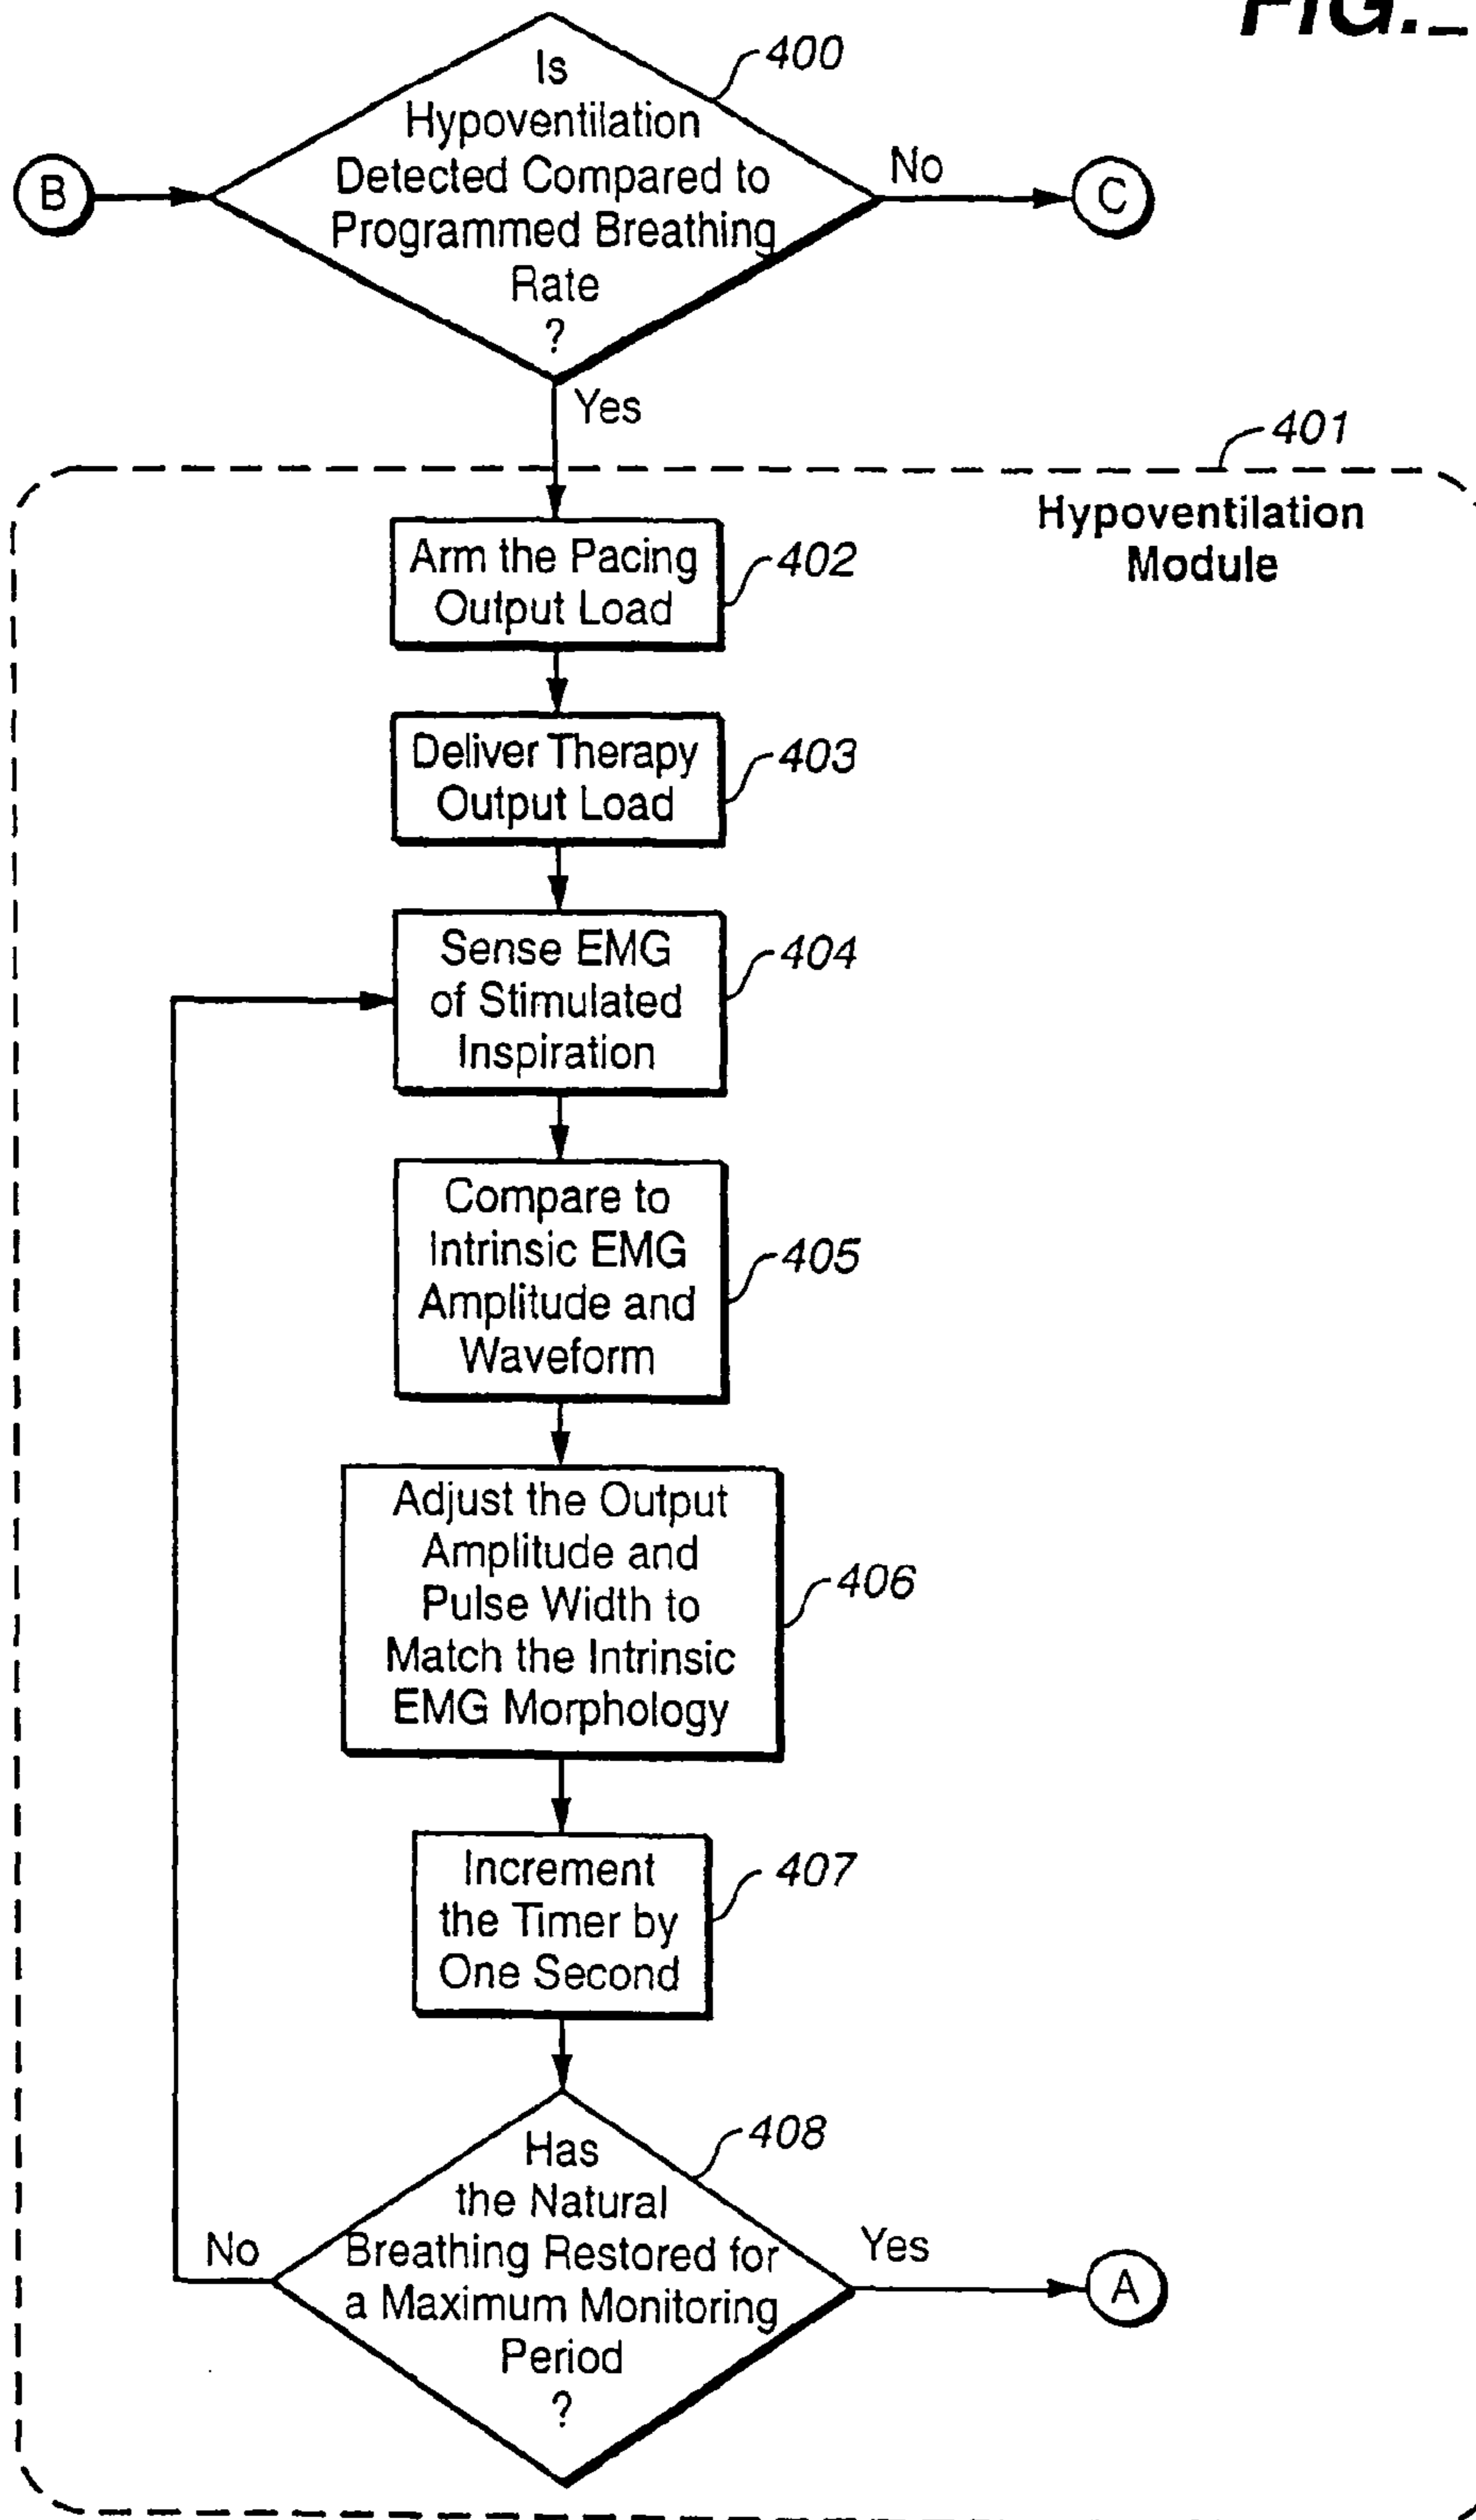 FIG._
Is
Hypoventilation
Detected Compared to
Programmed Breathing
Rate
?
400
B
No
C
Yes
401
Hypoventilation
Module
Arm the Pacing
Output Load
402
Deliver Therapy
Output Load
403
Sense EMG
of Stimulated
Inspiration
404
Compare to
Intrinsic EMG
Amplitude and
Waveform
405
Adjust the Output
Amplitude and
Pulse Width to
Match the Intrinsic
EMG Morphology
406
Increment
the Timer by
One Second
407
Has
the Natural
Breathing Restored for
a Maximum Monitoring
Period
?
408
No
Yes
A